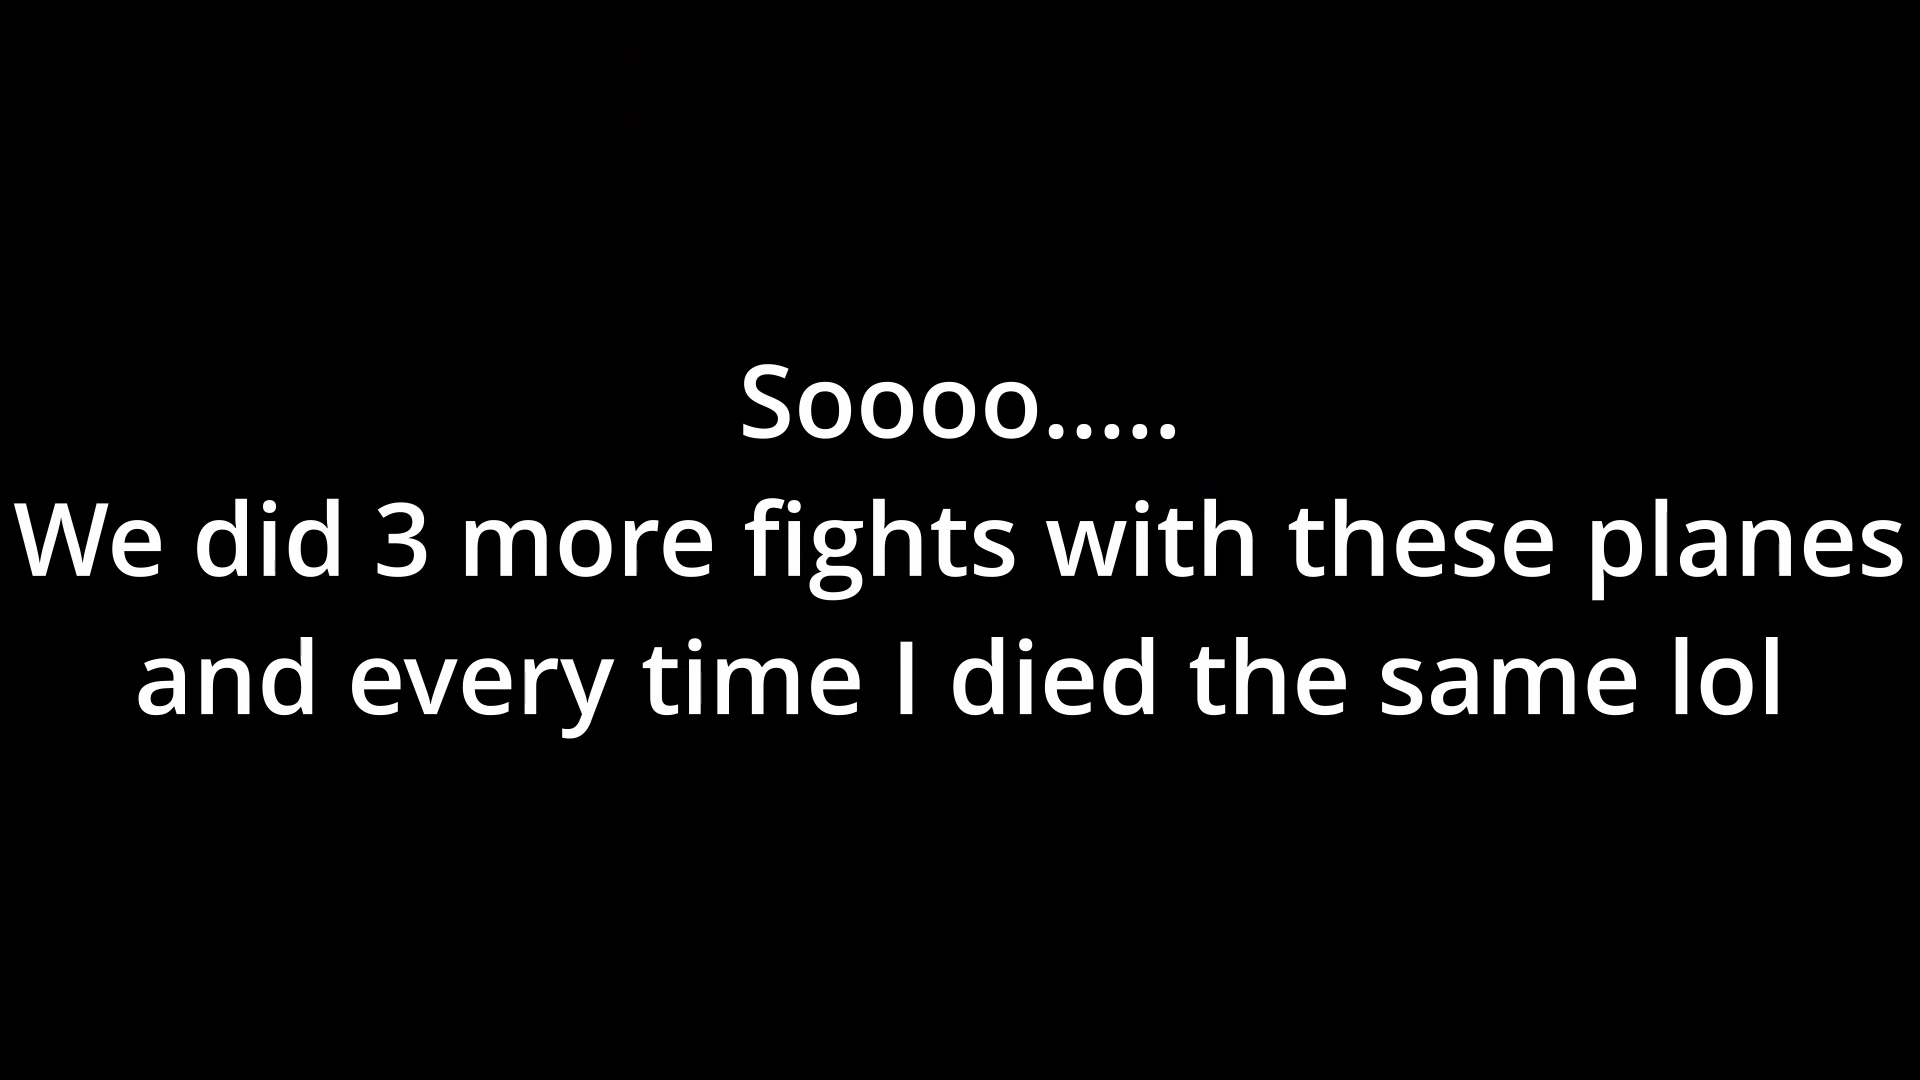 Soooo.....
We did 3 more fights with these planes
and every time I died the same lol